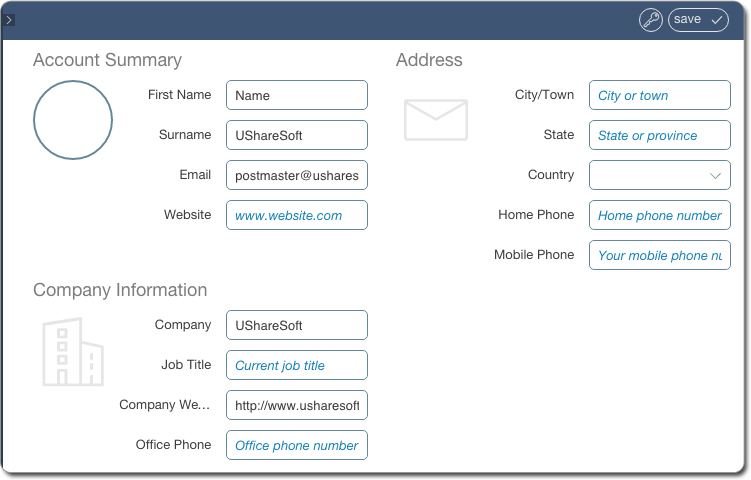 save
Account Summary
First Name Name
Surname UShareSoft
Email postmaster@ushares
Website www.website.com
Address
City/Town City or town
State State or province
Country
Home Phone Home phone number
Mobile Phone Your mobile phone nu
Company Information
Company UShareSoft
Job Title Current job title
Company We... http://www.usharesoft
Office Phone Office phone number